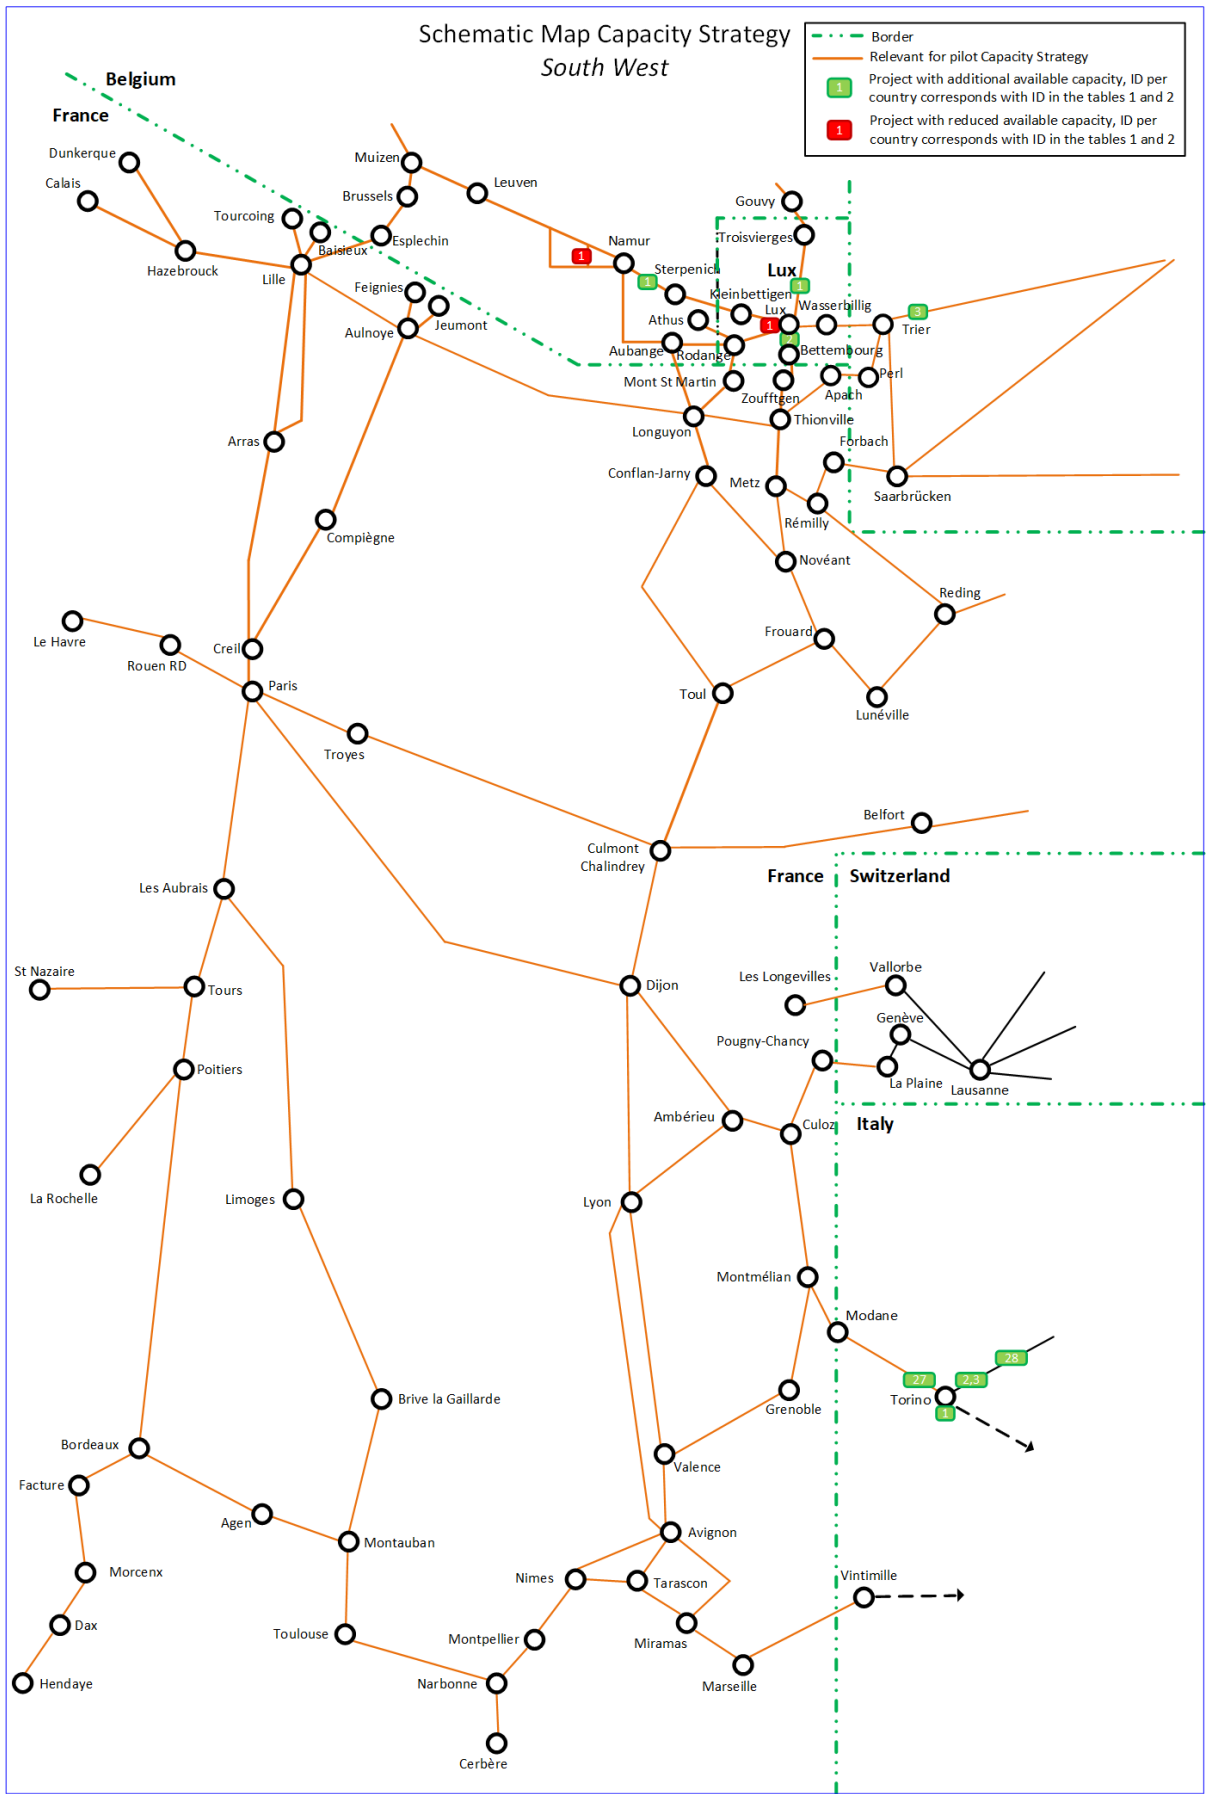 Schematic Map Capacity Strategy
South West
Border
Relevant for pilot Capacity Strategy
1
Project with additional available capacity, ID per
country corresponds with ID in the tables 1 and 2
1
Project with reduced available capacity, ID per
country corresponds with ID in the tables 1 and 2
Belgium
France
Dunkerque
Calais
Hazebrouck
Tourcoing
Baisieux
Lille
Muizen
Leuven
Brussels
Esplechin
Feignies
Jeumont
Aulnoye
Namur
1
1
Sterpenich
Kleinbettigen
Athus
Aubange
Rodange
Gouvy
Troisvierges
Lux
1
Lux
1
Wasserbillig
2
Bettembourg
3
Trier
Mont St Martin
Zoufftgen
Apach
Perl
Longuyon
Thionville
Forbach
Saarbrücken
Arras
Conflan-Jarny
Metz
Rémilly
Compiègne
Novéant
Reding
Le Havre
Rouen RD
Creil
Frouard
Paris
Toul
Lunéville
Troyes
Belfort
Culmont
Chalindrey
France
Switzerland
Les Aubrais
St Nazaire
Tours
Dijon
Les Longevilles
Vallorbe
Genève
Pougny-Chancy
La Plaine
Lausanne
Poitiers
Ambérieu
Culoz
Italy
La Rochelle
Limoges
Lyon
Montmélian
Modane
28
27
2,3
Torino
1
Brive la Gaillarde
Grenoble
Bordeaux
Valence
Facture
Agen
Montauban
Avignon
Morcenx
Nimes
Tarascon
Vintimille
Dax
Toulouse
Montpellier
Miramas
Hendaye
Narbonne
Marseille
Cerbère